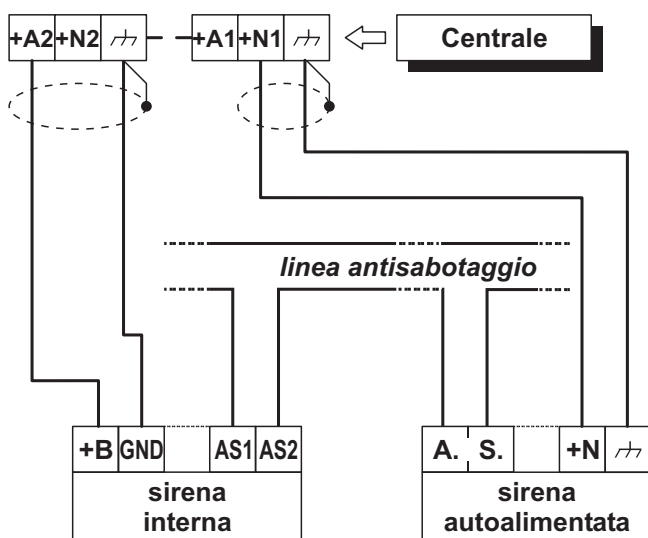 +A2 +N2 +A1 +N1 Centrale
linea antisabotaggio
+B GND AS1 AS2 A. S. +N
sirena
interna
sirena
autoalimentata